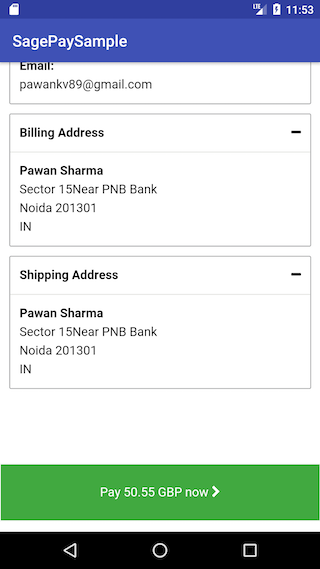 LTE 11:53
SagePaySample
Email:
pawankv89@gmail.com
Billing Address
Pawan Sharma
Sector 15Near PNB Bank
Noida 201301
IN
Shipping Address
Pawan Sharma
Sector 15Near PNB Bank
Noida 201301
IN
Pay 50.55 GBP now